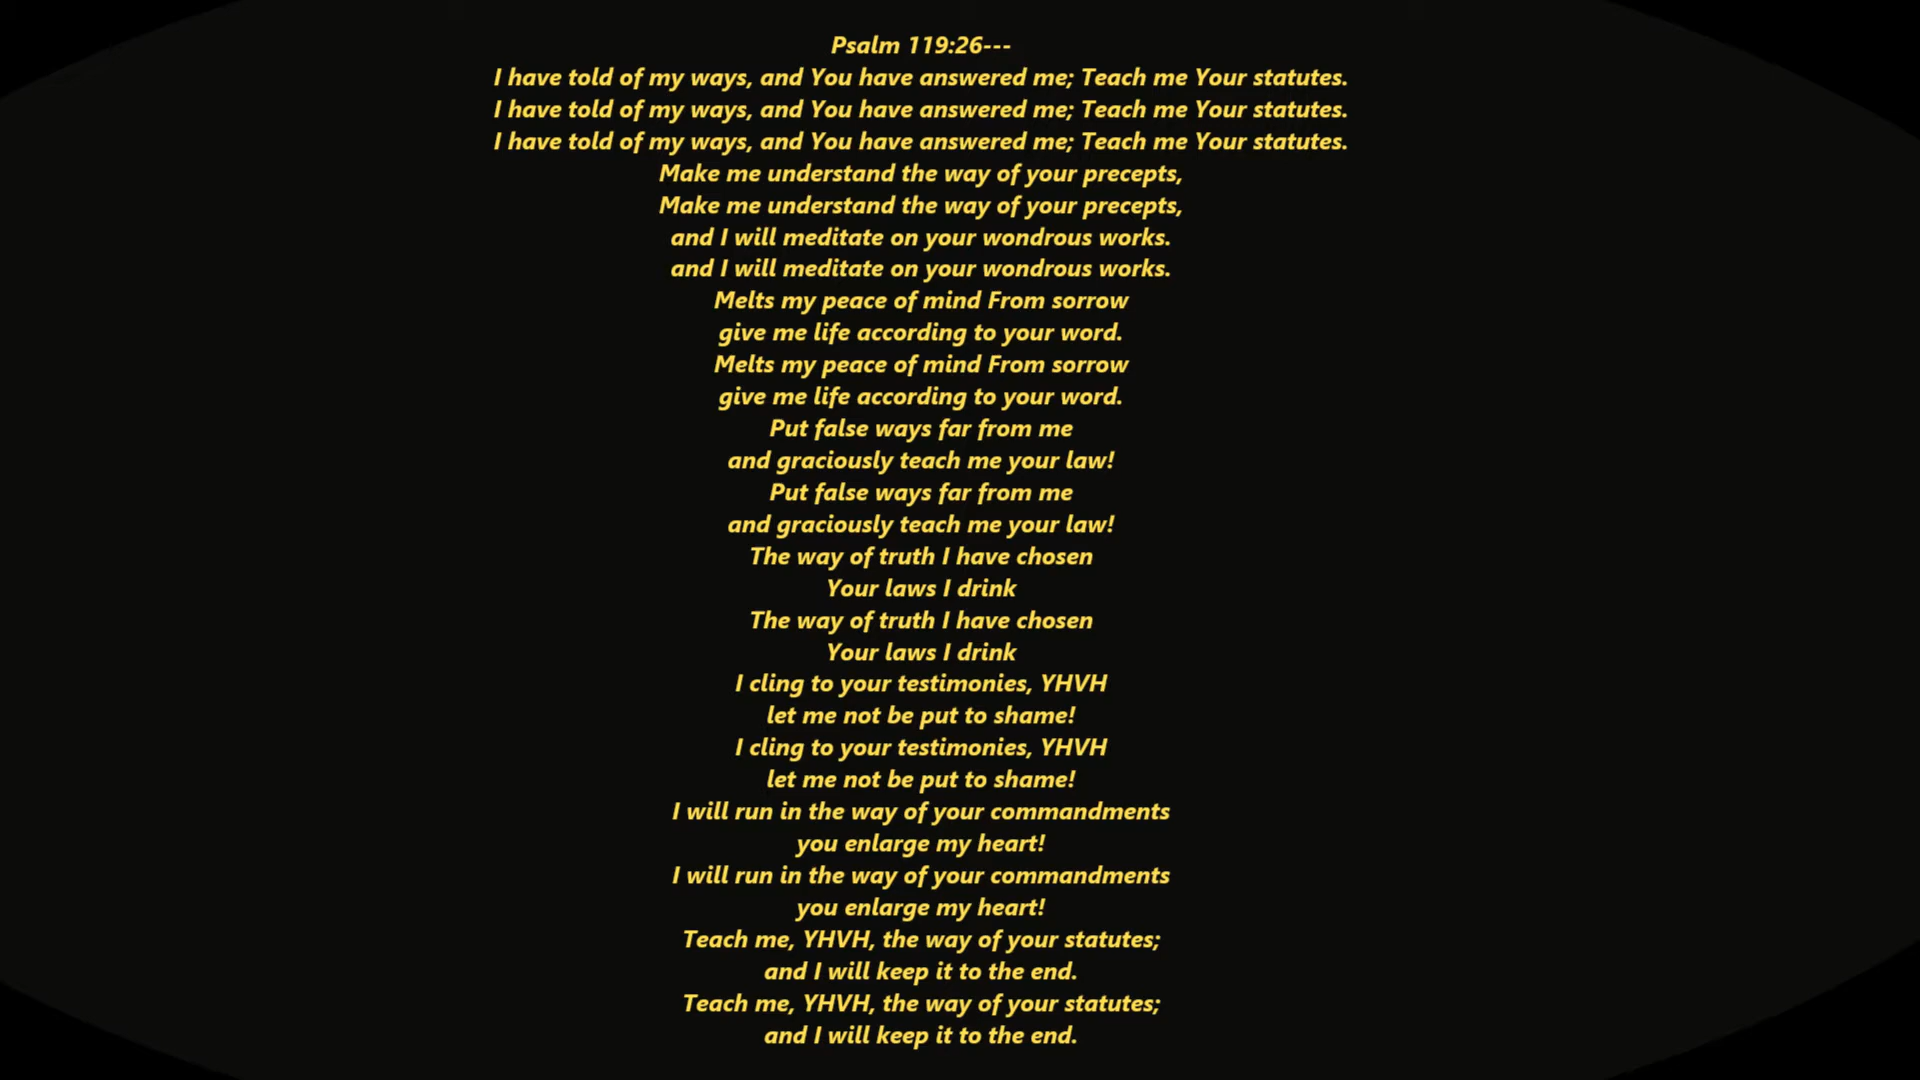 Psalm 119:26---
I have told of my ways, and You have answered me; Teach me Your statutes.
I have told of my ways, and You have answered me; Teach me Your statutes.
I have told of my ways, and You have answered me; Teach me Your statutes.
Make me understand the way of your precepts,
Make me understand the way of your precepts,
and I will meditate on your wondrous works.
and I will meditate on your wondrous works.
Melts my peace of mind From sorrow
give me life according to your word.
Melts my peace of mind From sorrow
give me life according to your word.
Put false ways far from me
and graciously teach me your law!
Put false ways far from me
and graciously teach me your law!
The way of truth I have chosen
Your laws I drink
The way of truth I have chosen
Your laws I drink
I cling to your testimonies, YHVH
let me not be put to shame!
I cling to your testimonies, YHVH
let me not be put to shame!
I will run in the way of your commandments
you enlarge my heart!
I will run in the way of your commandments
you enlarge my heart!
Teach me, YHVH, the way of your statutes;
and I will keep it to the end.
Teach me, YHVH, the way of your statutes;
and I will keep it to the end.